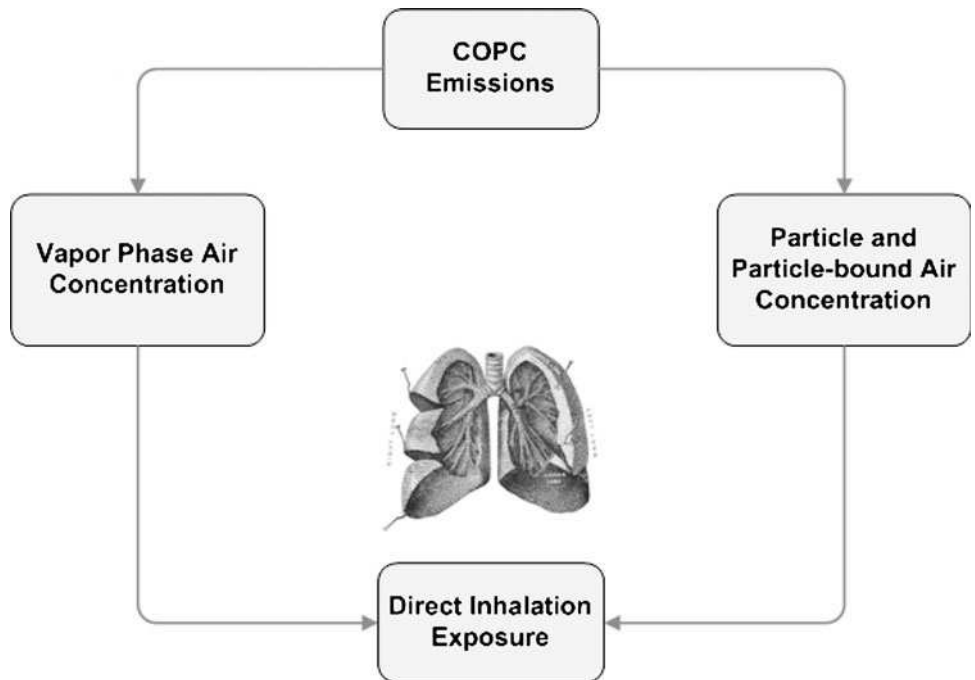 COPC
Emissions
Vapor Phase Air
Concentration
Particle and
Particle-bound Air
Concentration
Direct Inhalation
Exposure